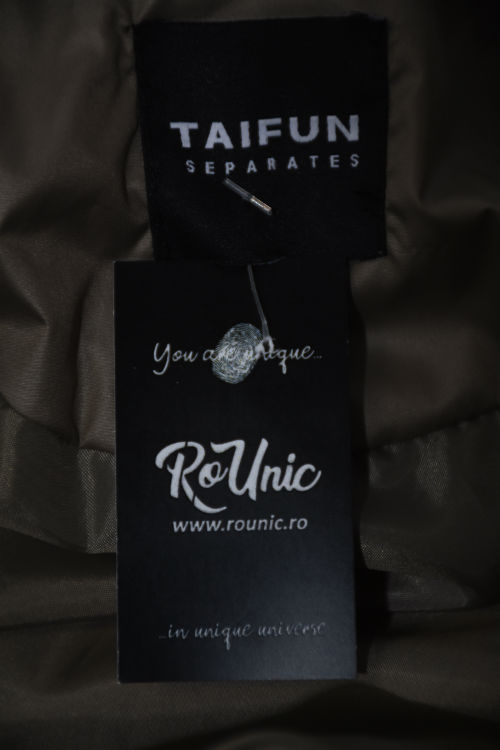 TAIFUN
SEPARATES
You are unique...
RoUnic
www.rounic.ro
...in unique universe